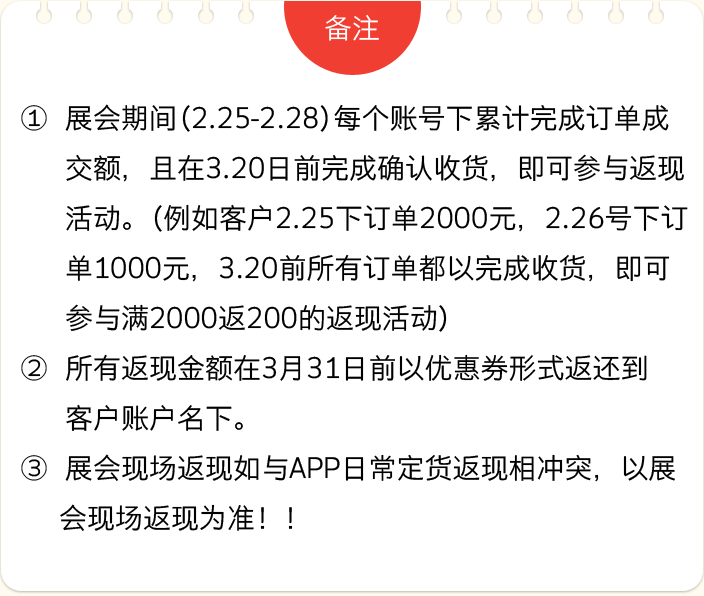 备注
① 展会期间(2.25-2.28)每个账号下累计完成订单成
交额，且在3.20日前完成确认收货，即可参与返现
活动。(例如客户2.25下订单2000元，2.26号下订
单1000元，3.20前所有订单都以完成收货，即可
参与满2000返200的返现活动)
② 所有返现金额在3月31日前以优惠券形式返还到
客户账户名下。
③ 展会现场返现如与APP日常定货返现相冲突，以展
会现场返现为准！！